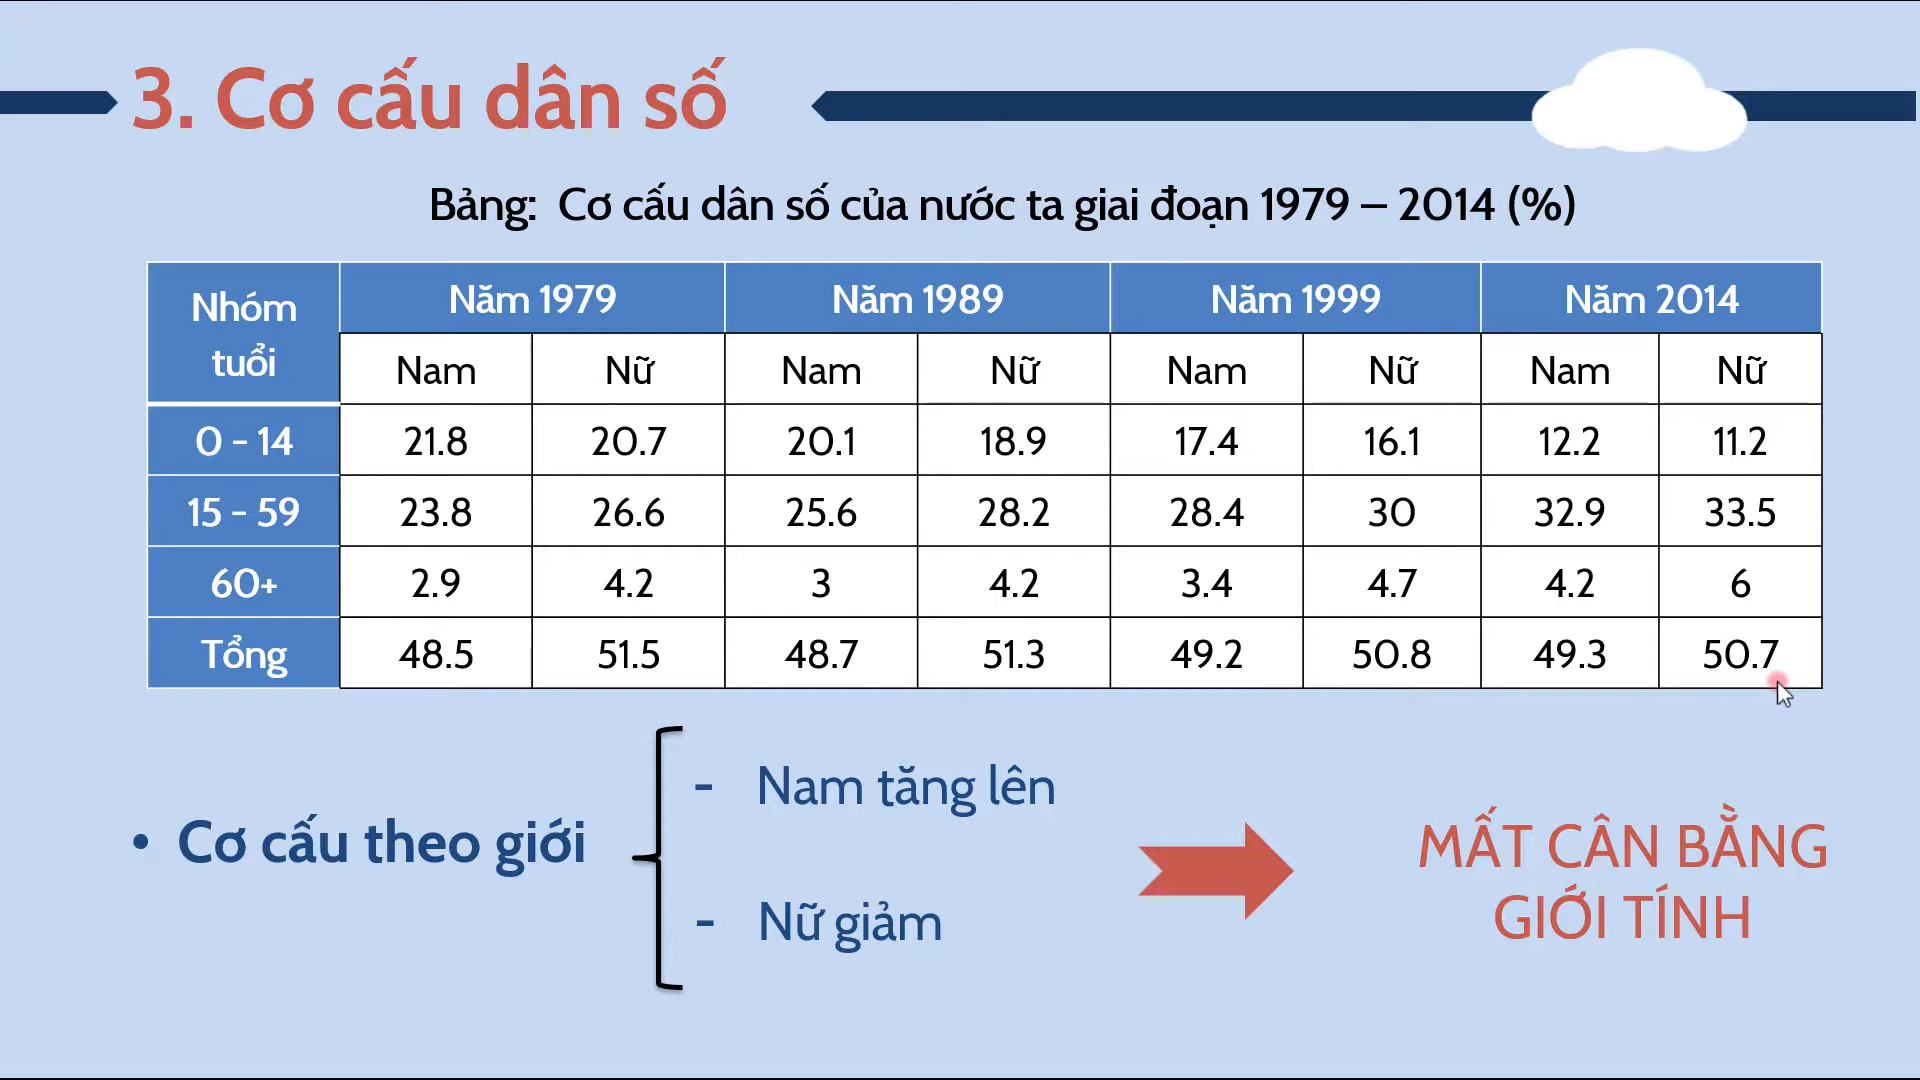 3. Cơ cấu dân số
Bảng: Cơ cấu dân số của nước ta giai đoạn 1979 – 2014 (%)
Nhóm tuổi Năm 1979 Năm 1989 Năm 1999 Năm 2014
Nam Nữ Nam Nữ Nam Nữ Nam Nữ
0 - 14 21.8 20.7 20.1 18.9 17.4 16.1 12.2 11.2
15 - 59 23.8 26.6 25.6 28.2 28.4 30 32.9 33.5
60+ 2.9 4.2 3 4.2 3.4 4.7 4.2 6
Tổng 48.5 51.5 48.7 51.3 49.2 50.8 49.3 50.7
• Cơ cấu theo giới
- Nam tăng lên
- Nữ giảm
MẤT CÂN BẰNG
GIỚI TÍNH